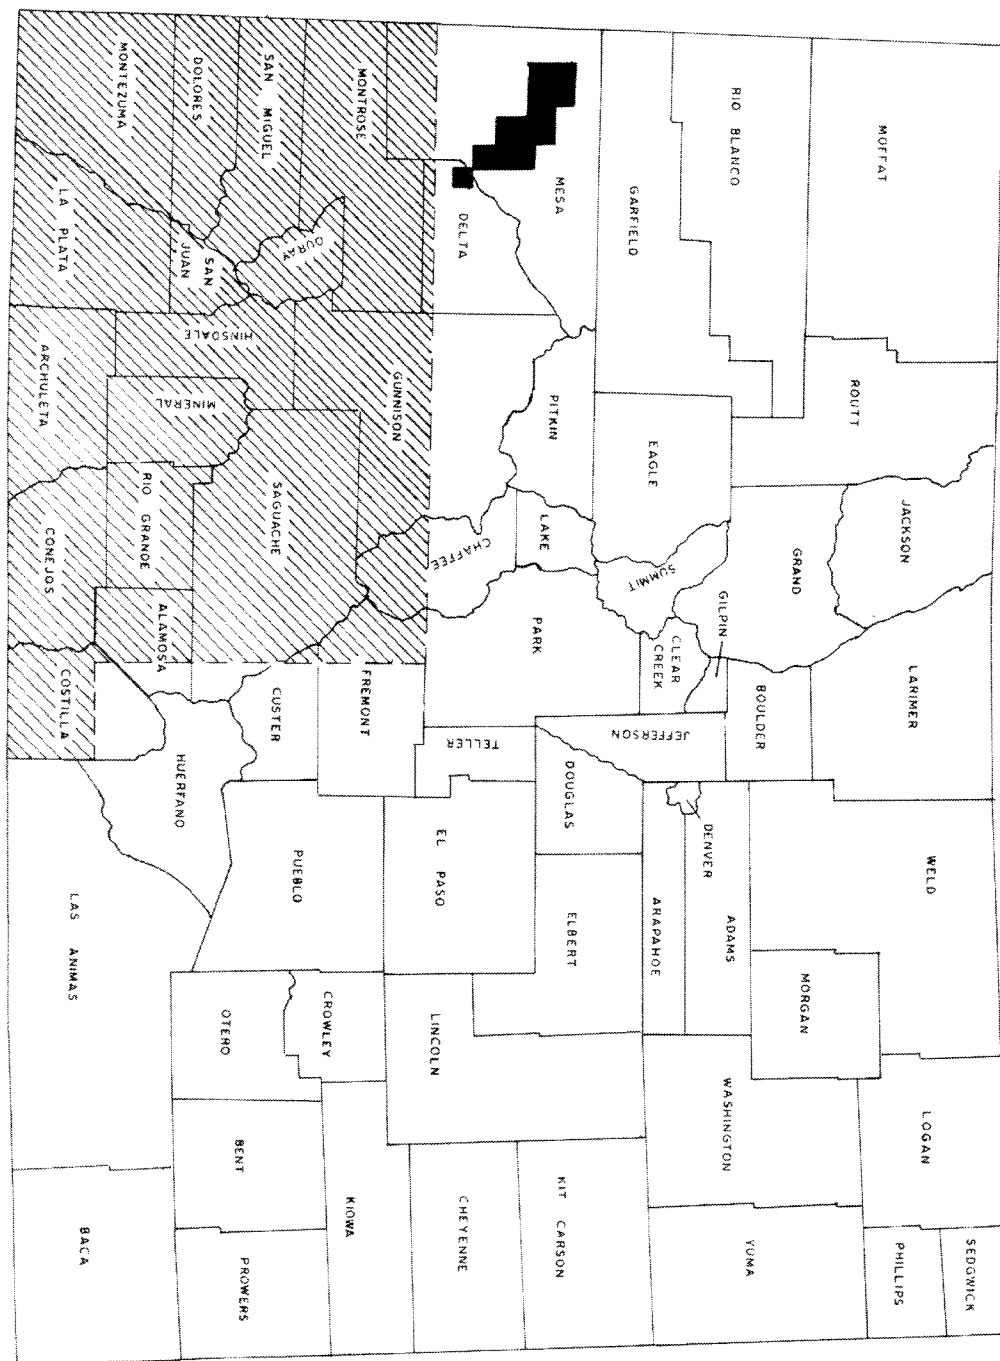 MOFFAT
ROUTT
JACKSON
LARIMER
WELD
LOGAN
SEDGWICK
PHILLIPS
RIO BLANCO
GRAND
BOULDER
MORGAN
WASHINGTON
YUMA
GARFIELD
EAGLE
SUMMIT
GILPIN
CLEAR
CREEK
JEFFERSON
DENVER
ADAMS
ARAPAHOE
MESA
PITKIN
LAKE
PARK
DOUGLAS
ELBERT
KIT CARSON
DELTA
GUNNISON
CHAFFEE
TELLER
EL PASO
LINCOLN
CHEYENNE
MONTROSE
OURAY
SAN MIGUEL
HINSDALE
SAGUACHE
FREMONT
CUSTER
PUEBLO
CROWLEY
KIOWA
DOLORES
SAN
JUAN
MINERAL
RIO
GRANDE
ALAMOSA
HUERFANO
OTERO
BENT
PROWERS
MONTEZUMA
LA PLATA
ARCHULETA
CONEJOS
COSTILLA
LAS ANIMAS
BACA